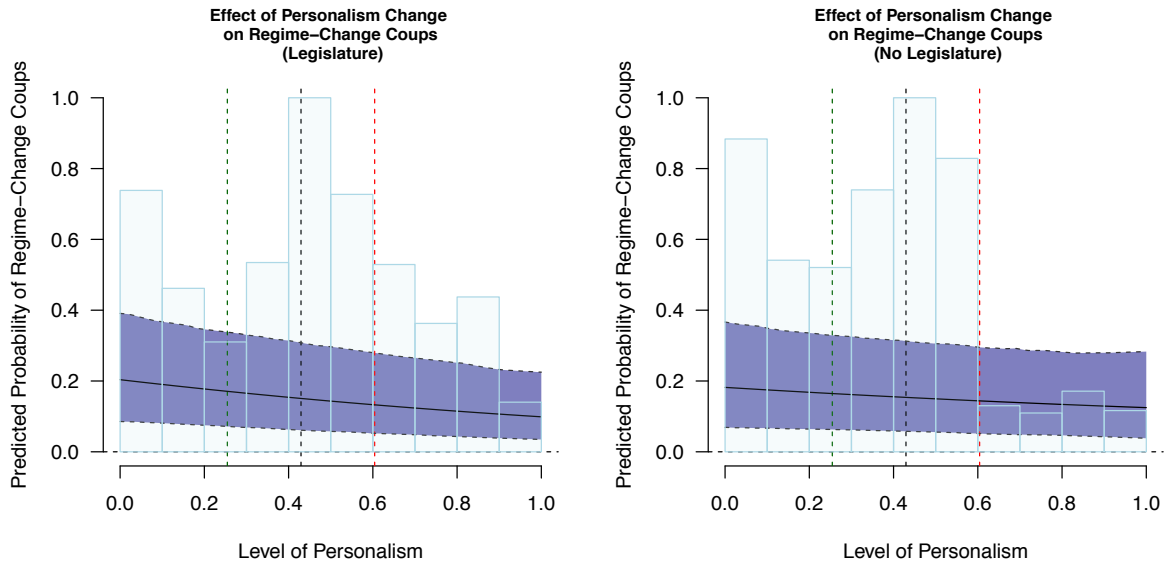 Effect of Personalism Change
on Regime−Change Coups
(Legislature)
Predicted Probability of Regime−Change Coups
1.0
0.8
0.6
0.4
0.2
0.0
0.0 0.2 0.4 0.6 0.8 1.0
Level of Personalism
Effect of Personalism Change
on Regime−Change Coups
(No Legislature)
Predicted Probability of Regime−Change Coups
1.0
0.8
0.6
0.4
0.2
0.0
0.0 0.2 0.4 0.6 0.8 1.0
Level of Personalism